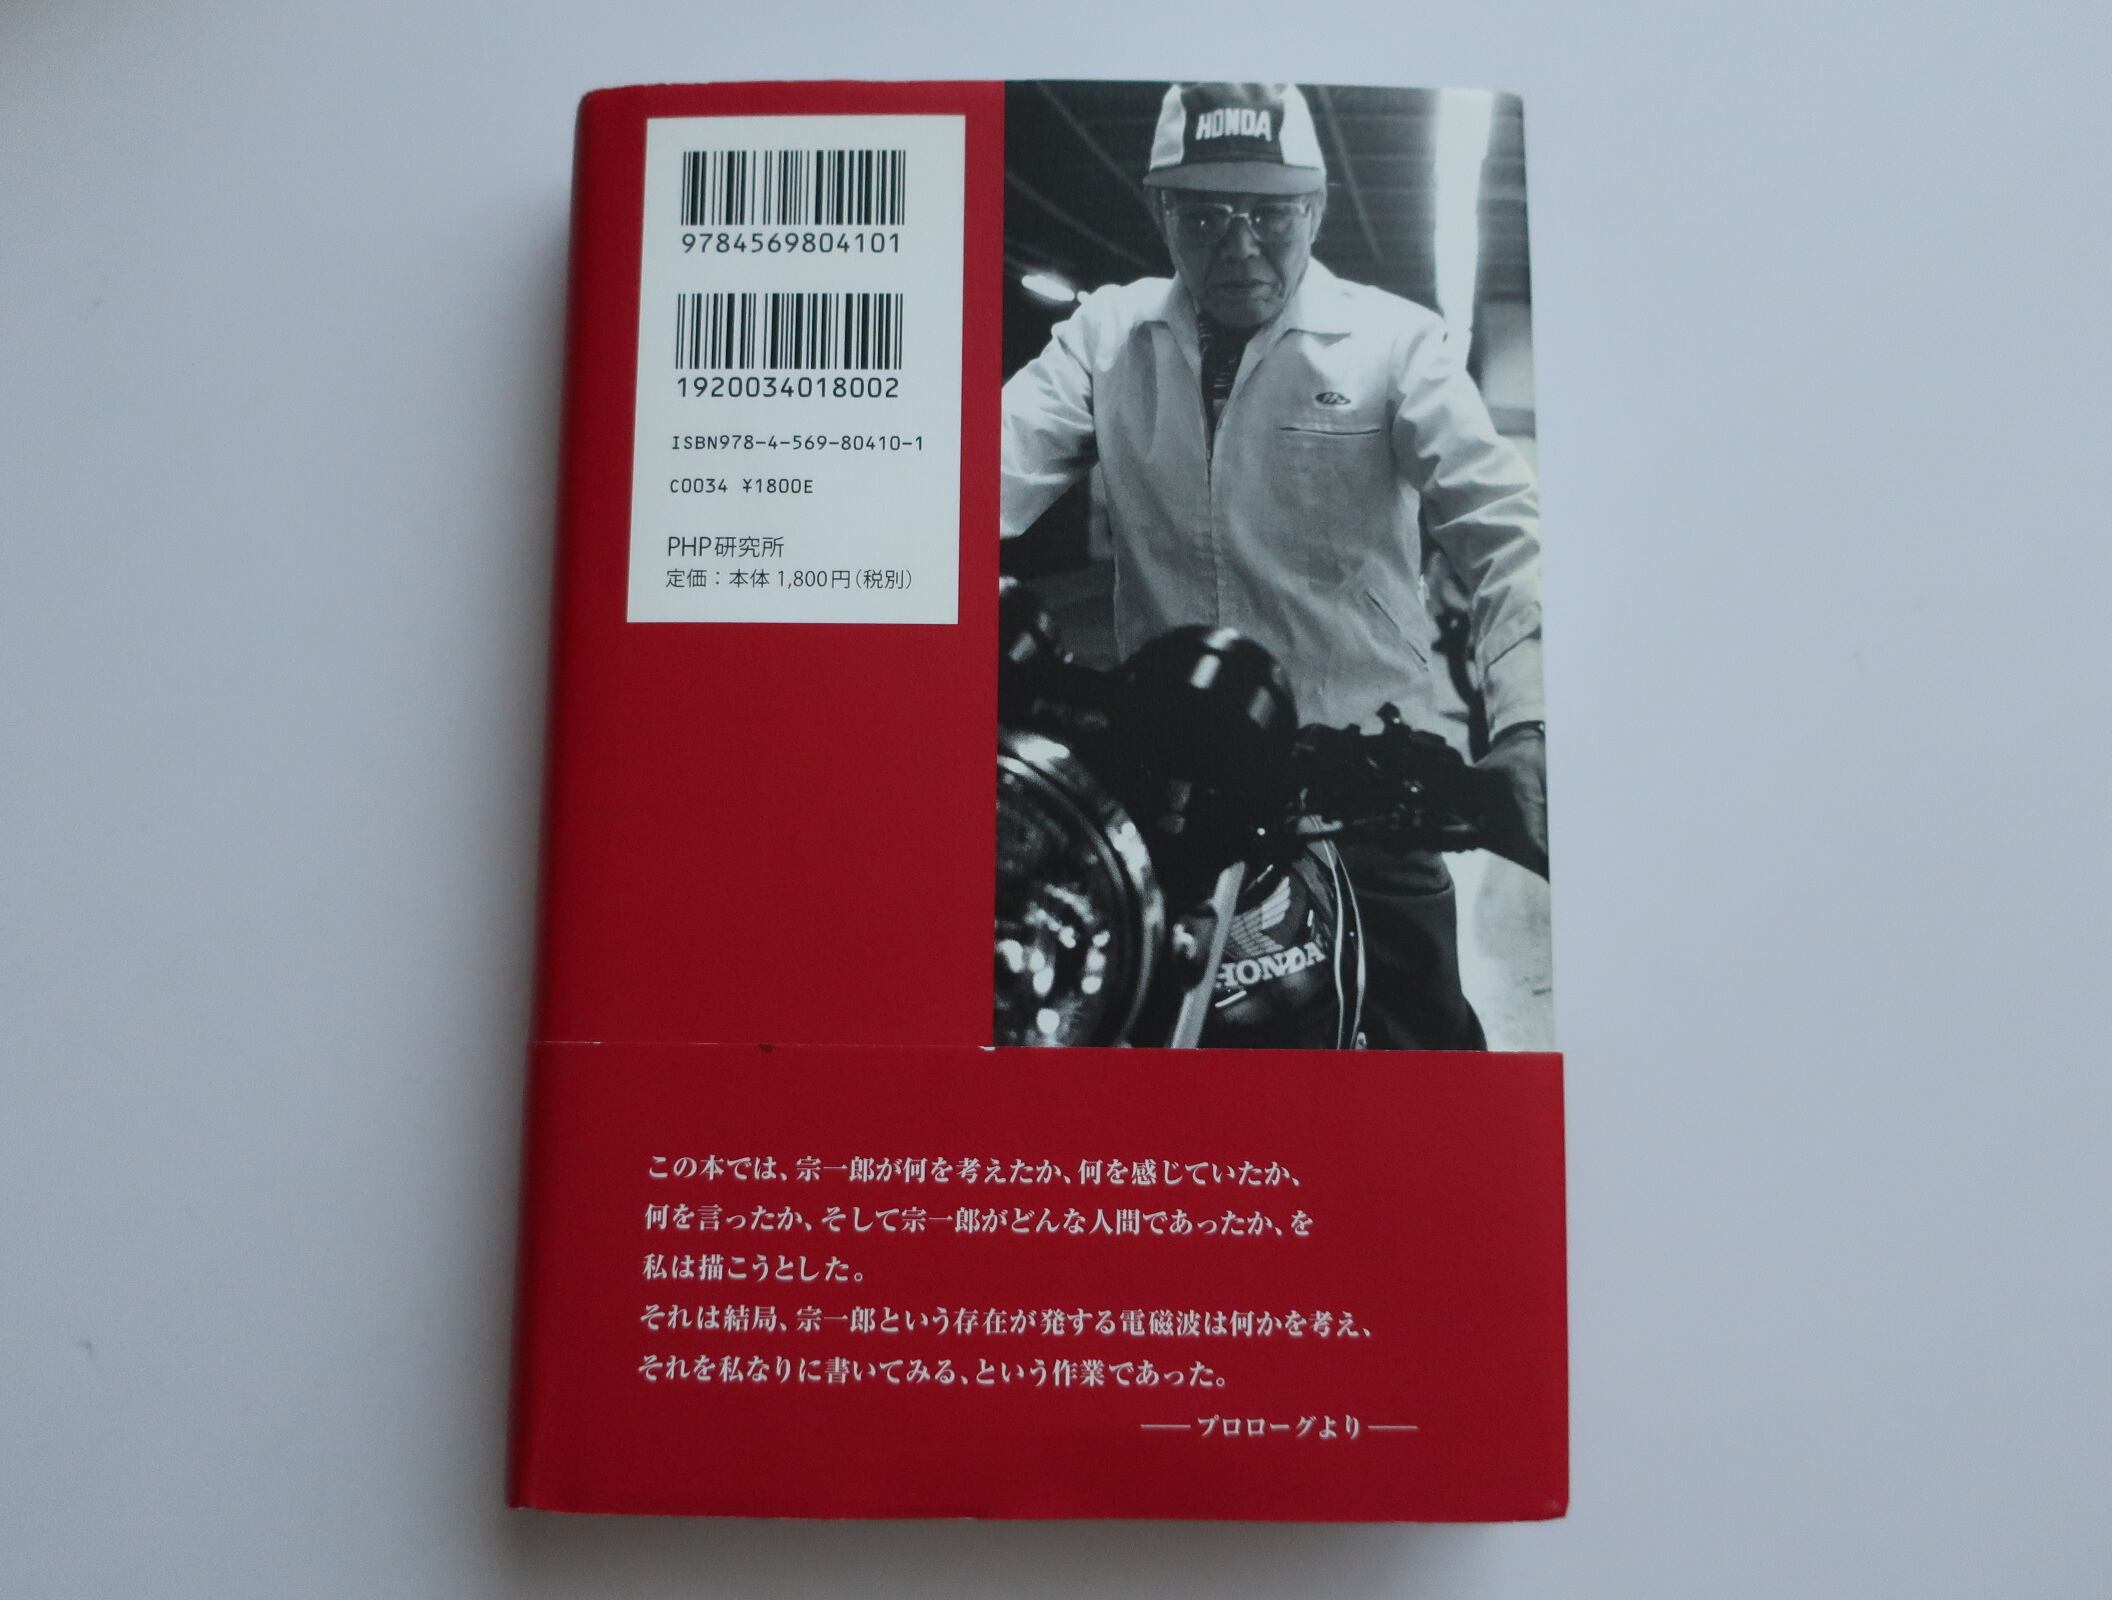 9784569804101
1920034018002
ISBN978-4-569-80410-1
C0034 ¥1800E
PHP研究所
定価：本体1,800円（税別）
HONDA
HONDA
この本では、宗一郎が何を考えたか、何を感じていたか、
何を言ったか、そして宗一郎がどんな人間であったか、を
私は描こうとした。
それは結局、宗一郎という存在が発する電磁波は何かを考え、
それを私なりに書いてみる、という作業であった。
――プロローグより――